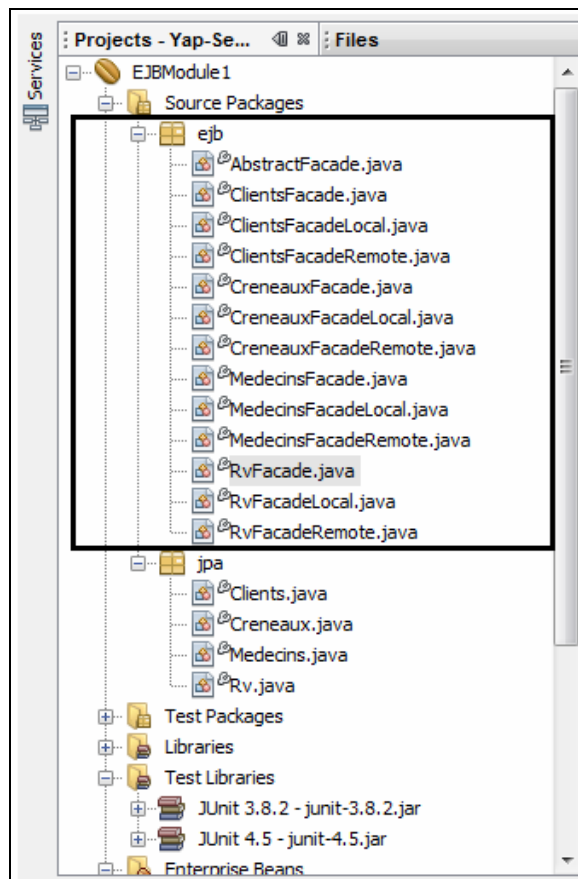 Services
Projects - Yap-Se...
Files
EJBModule1
Source Packages
ejb
AbstractFacade.java
ClientsFacade.java
ClientsFacadeLocal.java
ClientsFacadeRemote.java
CreneauxFacade.java
CreneauxFacadeLocal.java
CreneauxFacadeRemote.java
MedecinsFacade.java
MedecinsFacadeLocal.java
MedecinsFacadeRemote.java
RvFacade.java
RvFacadeLocal.java
RvFacadeRemote.java
jpa
Clients.java
Creneaux.java
Medecins.java
Rv.java
Test Packages
Libraries
Test Libraries
JUnit 3.8.2 - junit-3.8.2.jar
JUnit 4.5 - junit-4.5.jar
Enterprise Beans